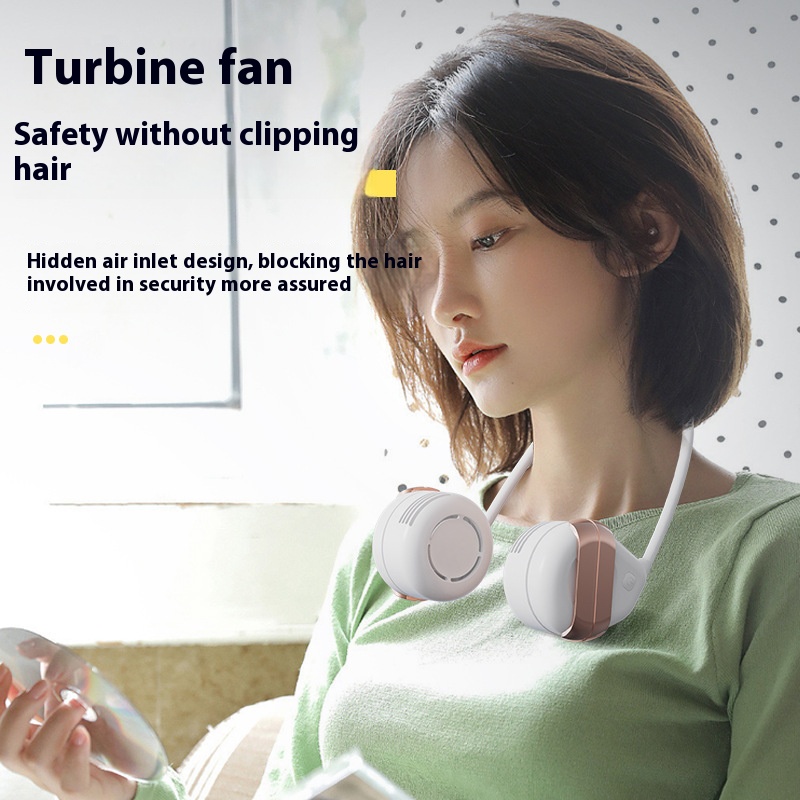 Turbine fan
Safety without clipping
hair
Hidden air inlet design, blocking the hair
involved in security more assured